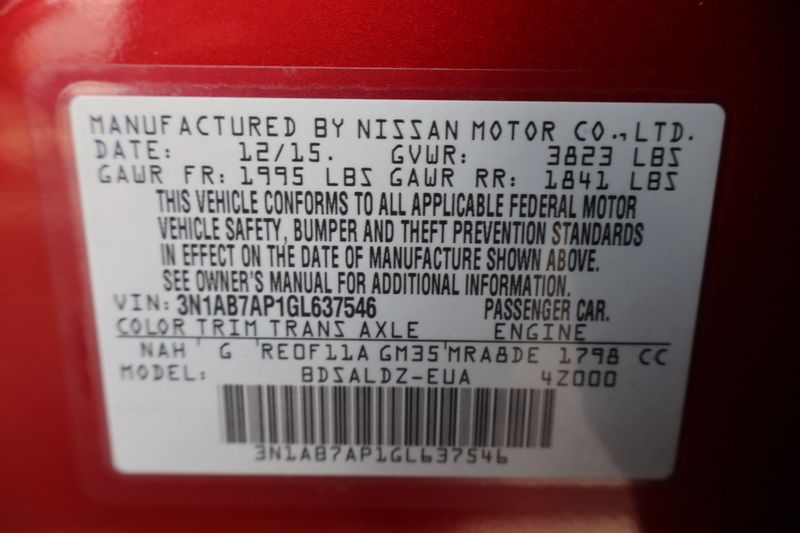 MANUFACTURED BY NISSAN MOTOR CO., LTD.
DATE: 12/15. GVWR: 3823 LBS
GAWR FR: 1995 LBS GAWR RR: 1841 LBS
THIS VEHICLE CONFORMS TO ALL APPLICABLE FEDERAL MOTOR
VEHICLE SAFETY, BUMPER AND THEFT PREVENTION STANDARDS
IN EFFECT ON THE DATE OF MANUFACTURE SHOWN ABOVE.
SEE OWNER'S MANUAL FOR ADDITIONAL INFORMATION.
VIN: 3N1AB7AP1GL637546 PASSENGER CAR.
COLOR TRIM TRANS AXLE ENGINE
NAH ' G 'RE0F11A GM35'MRA8DE 1798 CC
MODEL: BDSALDZ-EUA 4Z000
3N1AB7AP1GL637546